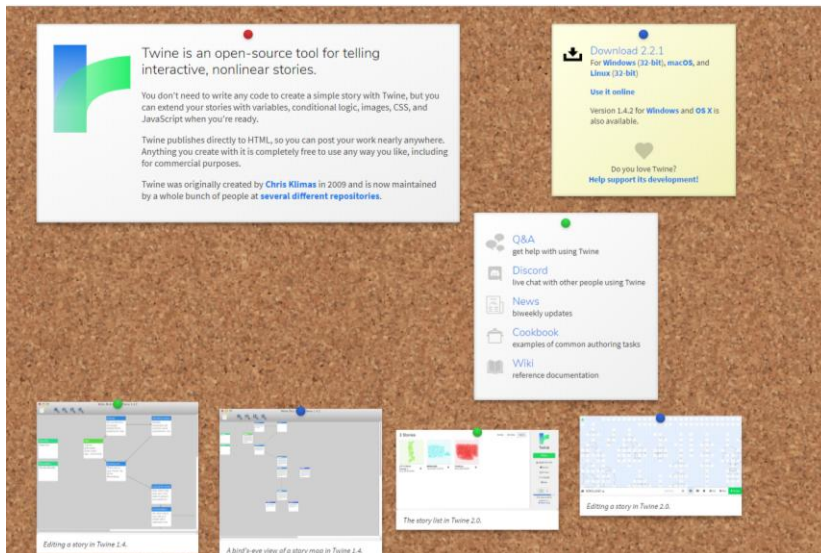 Twine is an open-source tool for telling
interactive, nonlinear stories.
You don't need to write any code to create a simple story with Twine, but you
can extend your stories with variables, conditional logic, images, CSS, and
JavaScript when you're ready.
Twine publishes directly to HTML, so you can post your work nearly anywhere.
Anything you create with it is completely free to use any way you like, including
for commercial purposes.
Twine was originally created by Chris Klimas in 2009 and is now maintained
by a whole bunch of people at several different repositories.
Download 2.2.1
For Windows (32-bit), macOS, and
Linux (32-bit)
Use it online
Version 1.4.2 for Windows and OS X is
also available.
Do you love Twine?
Help support its development!
Q&A
get help with using Twine
Discord
live chat with other people using Twine
News
biweekly updates
Cookbook
examples of common authoring tasks
Wiki
reference documentation
Editing a story in Twine 1.4.
A bird's-eye view of a story map in Twine 1.4.
The story list in Twine 2.0.
Editing a story in Twine 2.0.